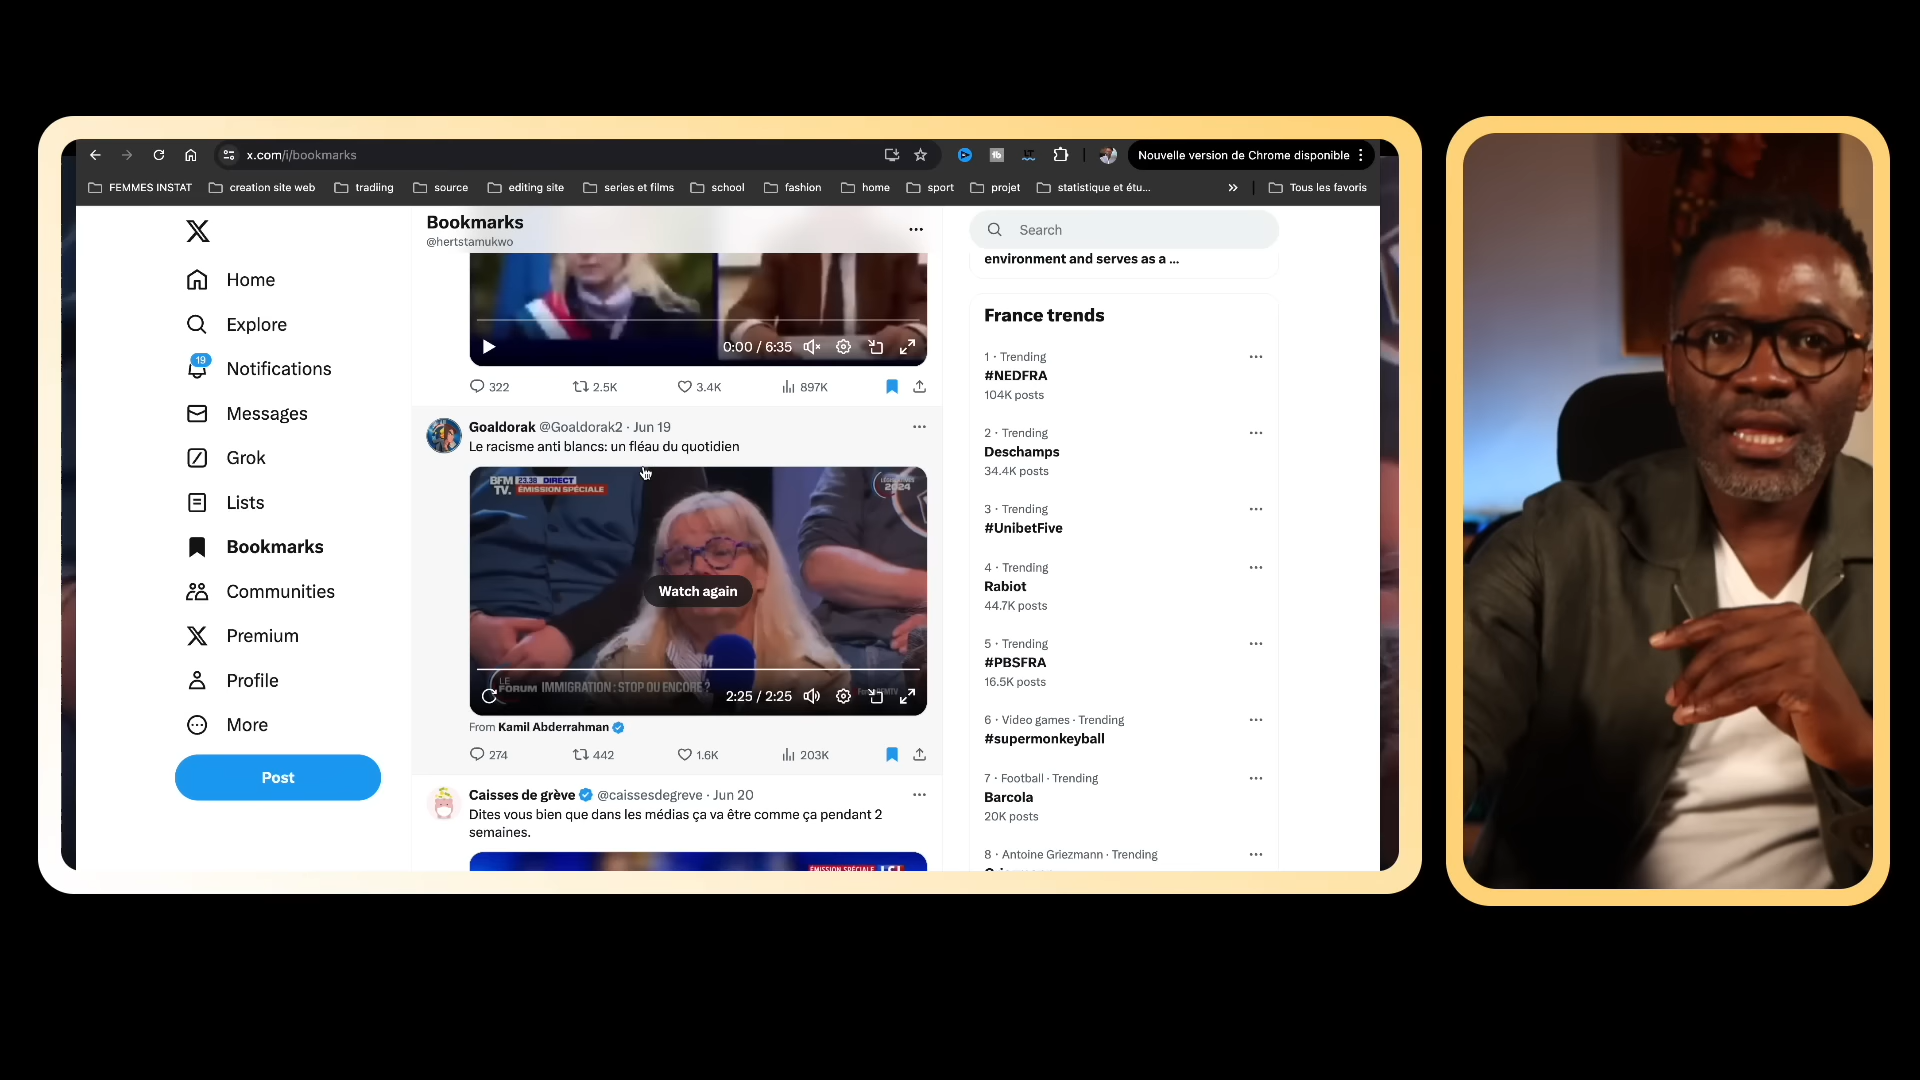 x.com/i/bookmarks
Nouvelle version de Chrome disponible
FEMMES INSTAT
creation site web
tradiing
source
editing site
series et films
school
fashion
home
sport
projet
statistique et étu...
Tous les favoris
Home
Explore
19
Notifications
Messages
Grok
Lists
Bookmarks
Communities
Premium
Profile
More
Post
Bookmarks
@hertstamukwo
0:00 / 6:35
322
2.5K
3.4K
897K
Goaldorak @Goaldorak2 · Jun 19
Le racisme anti blancs: un fléau du quotidien
BFM 23.38 DIRECT
TV. ÉMISSION SPÉCIALE
2024
Watch again
LE
FORUM IMMIGRATION : STOP OU ENCORE ?
2:25 / 2:25
From Kamil Abderrahman
274
442
1.6K
203K
Caisses de grève @caissesdegreve · Jun 20
Dites vous bien que dans les médias ça va être comme ça pendant 2
semaines.
ÉMISSION SPÉCIALE
Search
environment and serves as a ...
France trends
1 · Trending
#NEDFRA
104K posts
2 · Trending
Deschamps
34.4K posts
3 · Trending
#UnibetFive
4 · Trending
Rabiot
44.7K posts
5 · Trending
#PBSFRA
16.5K posts
6 · Video games · Trending
#supermonkeyball
7 · Football · Trending
Barcola
20K posts
8 · Antoine Griezmann · Trending